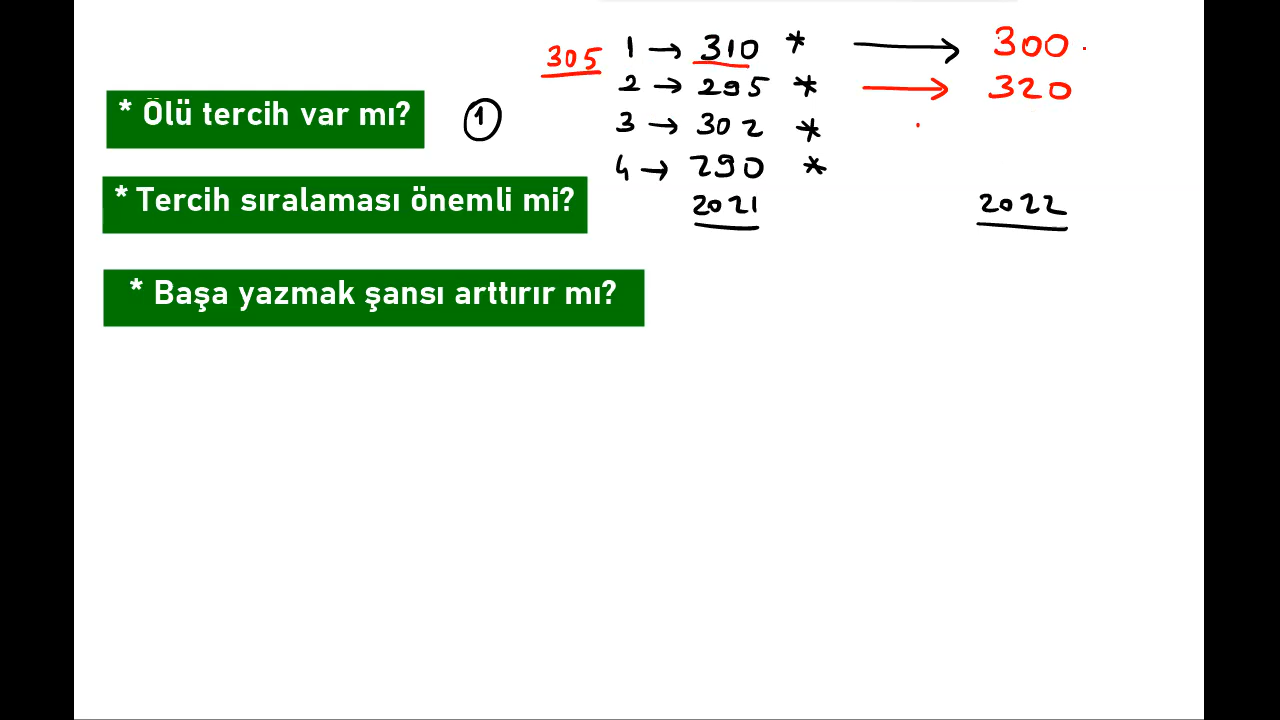 305 1 → 310 * → 300
2 → 295 * → 320
* Ölü tercih var mı? 1 3 → 302 *
4 → 290 *
* Tercih sıralaması önemli mi? 2021 2022
* Başa yazmak şansı arttırır mı?